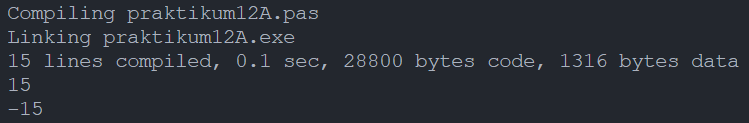 Compiling praktikum12A.pas
Linking praktikum12A.exe
15 lines compiled, 0.1 sec, 28800 bytes code, 1316 bytes data
15
-15